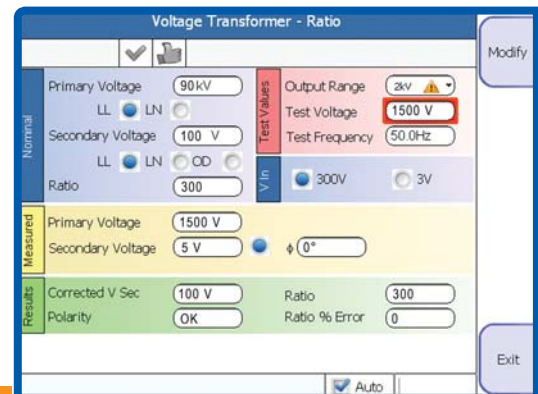 Voltage Transformer - Ratio
Modify
Nominal
Primary Voltage 90kV
LL LN
Secondary Voltage 100 V
LL LN OD
Ratio 300
Test Values
Output Range 2kV
Test Voltage 1500 V
Test Frequency 50.0Hz
V in
300V 3V
Measured
Primary Voltage 1500 V
Secondary Voltage 5 V ϕ 0°
Results
Corrected V Sec 100 V Ratio 300
Polarity OK Ratio % Error 0
Exit
Auto